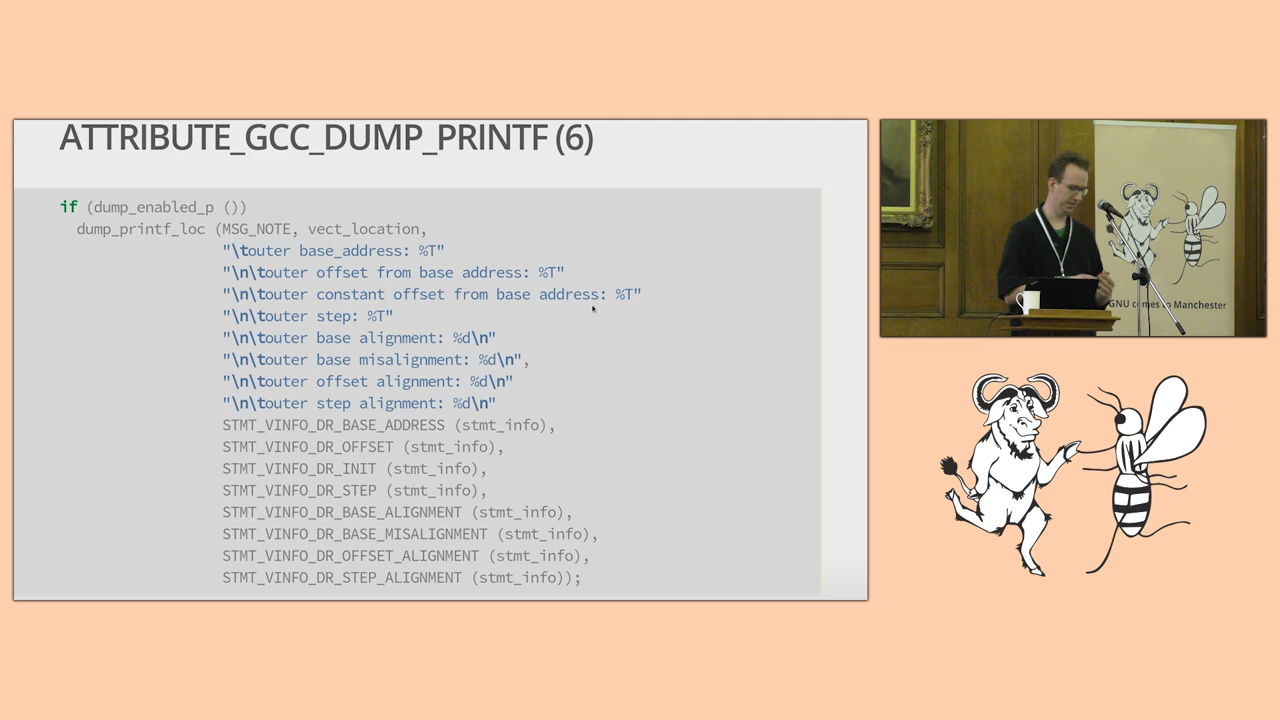 ATTRIBUTE_GCC_DUMP_PRINTF (6)
if (dump_enabled_p ())
dump_printf_loc (MSG_NOTE, vect_location,
"\touter base_address: %T"
"\n\touter offset from base address: %T"
"\n\touter constant offset from base address: %T"
"\n\touter step: %T"
"\n\touter base alignment: %d\n"
"\n\touter base misalignment: %d\n",
"\n\touter offset alignment: %d\n"
"\n\touter step alignment: %d\n"
STMT_VINFO_DR_BASE_ADDRESS (stmt_info),
STMT_VINFO_DR_OFFSET (stmt_info),
STMT_VINFO_DR_INIT (stmt_info),
STMT_VINFO_DR_STEP (stmt_info),
STMT_VINFO_DR_BASE_ALIGNMENT (stmt_info),
STMT_VINFO_DR_BASE_MISALIGNMENT (stmt_info),
STMT_VINFO_DR_OFFSET_ALIGNMENT (stmt_info),
STMT_VINFO_DR_STEP_ALIGNMENT (stmt_info));
GNU comes to Manchester